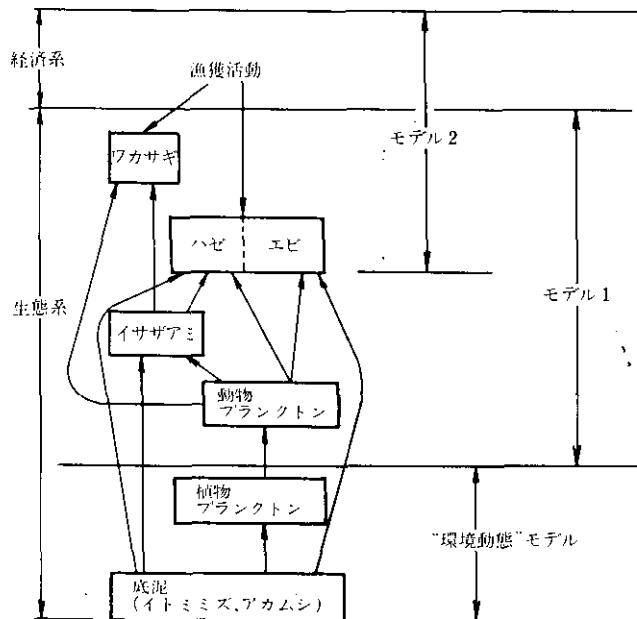 経済系
漁獲活動
モデル2
ワカサギ
ハゼ エビ
生態系
モデル1
イサザアミ
動物
プランクトン
植物
プランクトン
"環境動態"モデル
底泥
(イトミミズ、アカムシ)